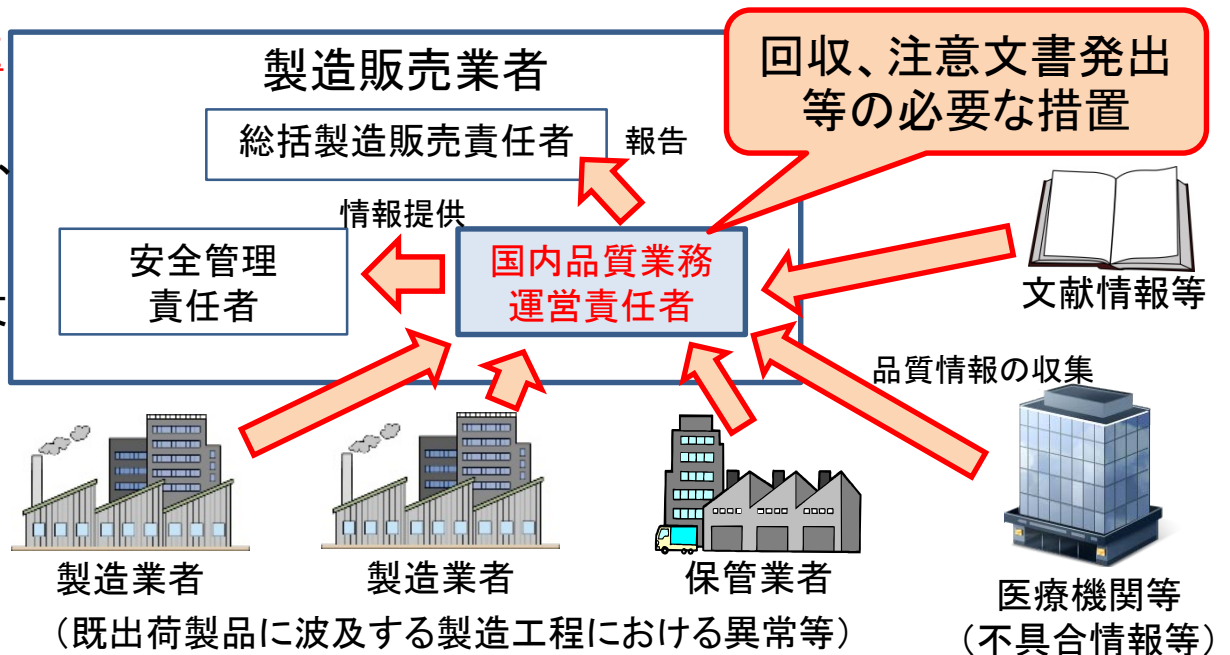 製造販売業者
回収、注意文書発出
等の必要な措置
総括製造販売責任者
報告
、
情報提供
安全管理
責任者
国内品質業務
運営責任者
文献情報等
品質情報の収集
製造業者
製造業者
保管業者
医療機関等
（既出荷製品に波及する製造工程における異常等）
（不具合情報等）